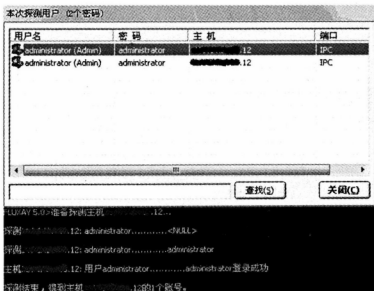 本次探测用户 (2个密码)
用户名 密 码 主 机 端口
administrator (Admin) administrator .12 IPC
administrator (Admin) administrator .12 IPC
查找(S) 关闭(C)
FLUXAY 5.0>准备探测主机 .12...
探测 .12: administrator............<NULL>
探测 .12: administrator............administrator
主机 .12: 用户administrator............administrator登录成功
探测结束，得到主机 .12的1个账号。